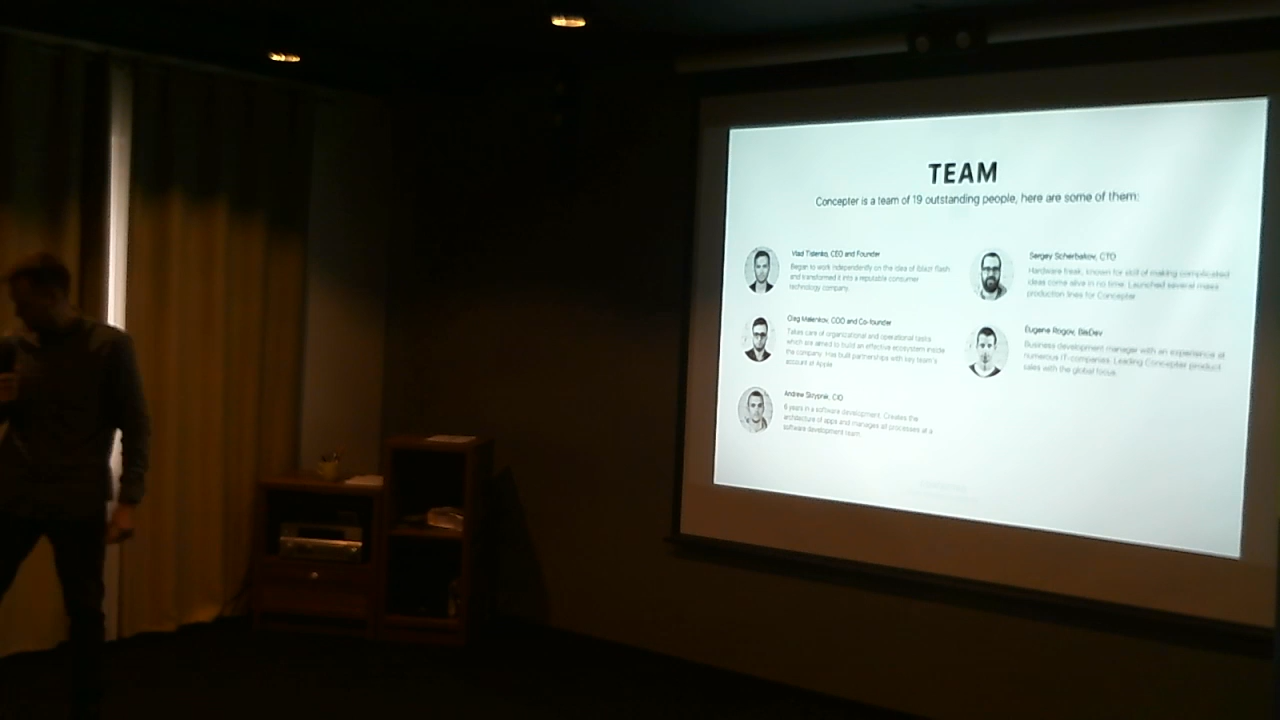 TEAM
Concepter is a team of 19 outstanding people, here are some of them:
Vlad Tislenko, CEO and Founder
Began to work independently on the idea of iblazr flash
and transformed it into a reputable consumer
technology company.
Oleg Malenkov, COO and Co-founder
Takes care of organizational and operational tasks
which are aimed to build an effective ecosystem inside
the company. Has built partnerships with key team's
account at Apple
Andrew Skrypnik, CIO
6 years in a software development. Creates the
architecture of apps and manages all processes at a
software development team.
Sergey Scherbakov, CTO
Hardware freak, known for skill of making complicated
ideas come alive in no time. Launched several mass
production lines for Concepter
Eugene Rogov, BisDev
Business development manager with an experience at
numerous IT-companies. Leading Concepter product
sales with the global focus.